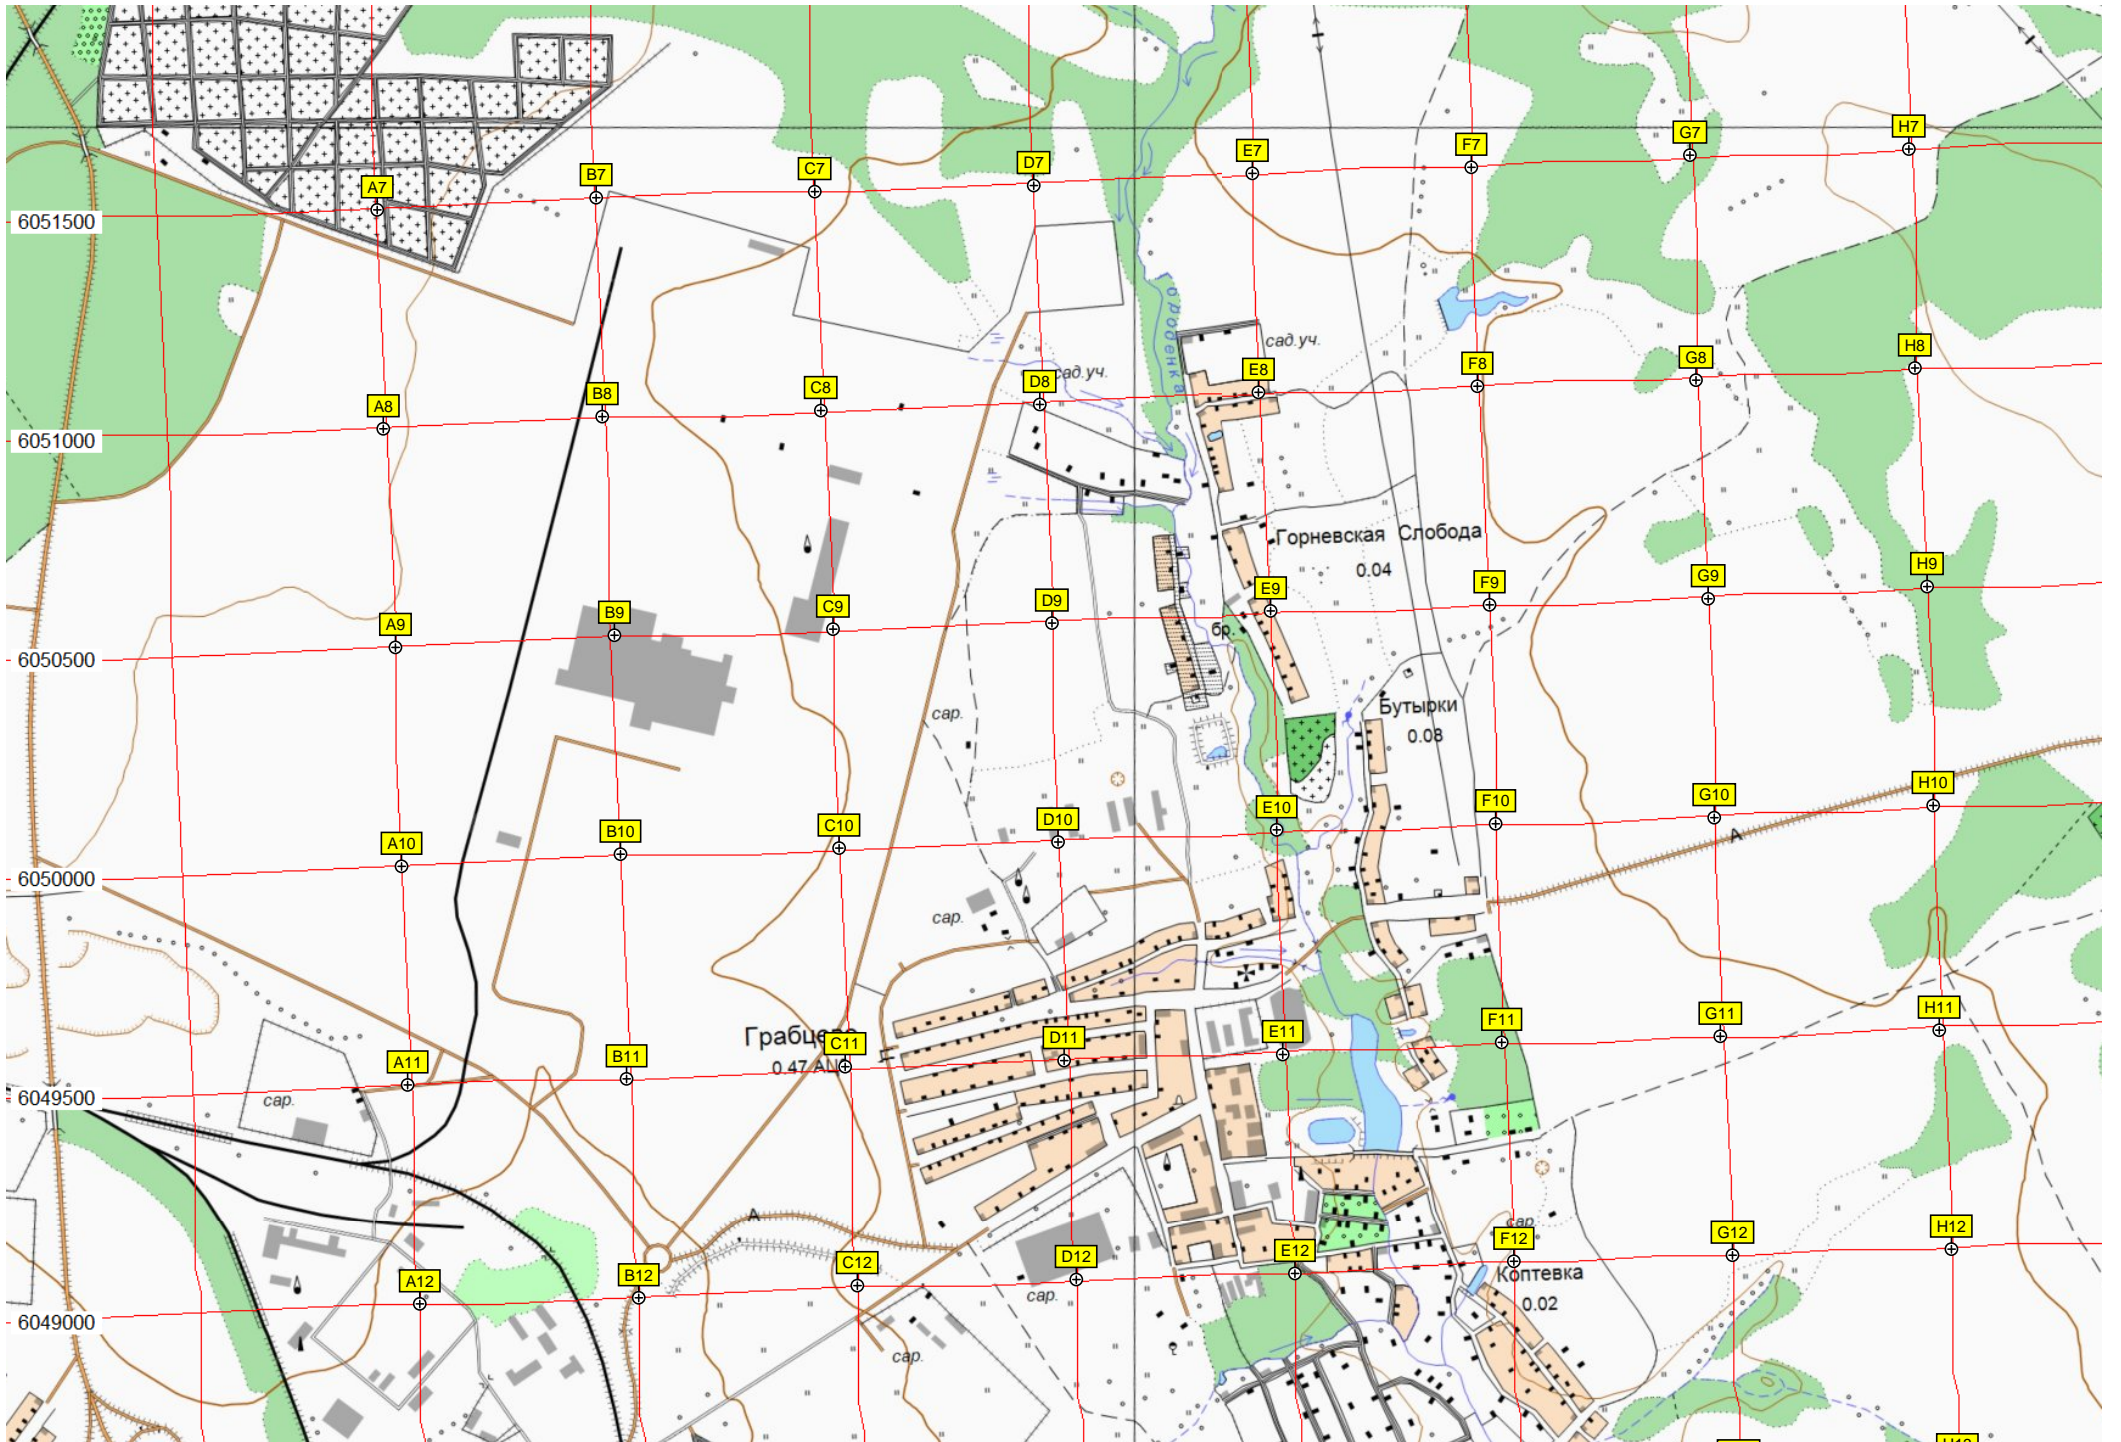 H7
G7
E7
F7
D7
C7
B7
A7
6051500
ороденка
сад.уч.
H8
G8
F8
E8
сад.уч.
D8
C8
B8
A8
6051000
Горневская Слобода
0.04
H9
G9
F9
E9
D9
C9
B9
A9
бр.
6050500
сар.
Бутырки
0.08
H10
G10
F10
E10
D10
C10
B10
A10
А
6050000
сар.
H11
G11
F11
E11
D11
Грабцево
C11
0.47
B11
A11
6049500
сар.
А
сар.
H12
G12
F12
E12
D12
C12
B12
A12
Коптевка
0.02
сар.
6049000
сар.
H13